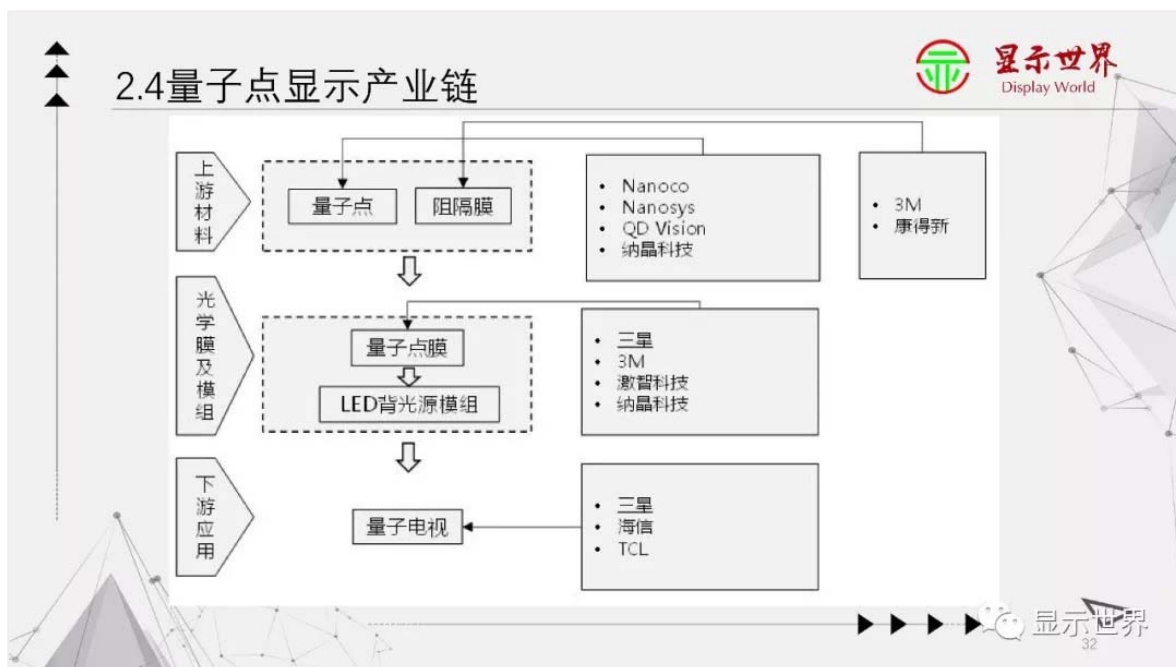 显示世界
Display World
2.4量子点显示产业链
上游材料
量子点
阻隔膜
• Nanoco
• Nanosys
• QD Vision
• 纳晶科技
• 3M
• 康得新
光学膜及模组
量子点膜
LED背光源模组
• 三星
• 3M
• 激智科技
• 纳晶科技
下游应用
量子电视
• 三星
• 海信
• TCL
显示世界
32